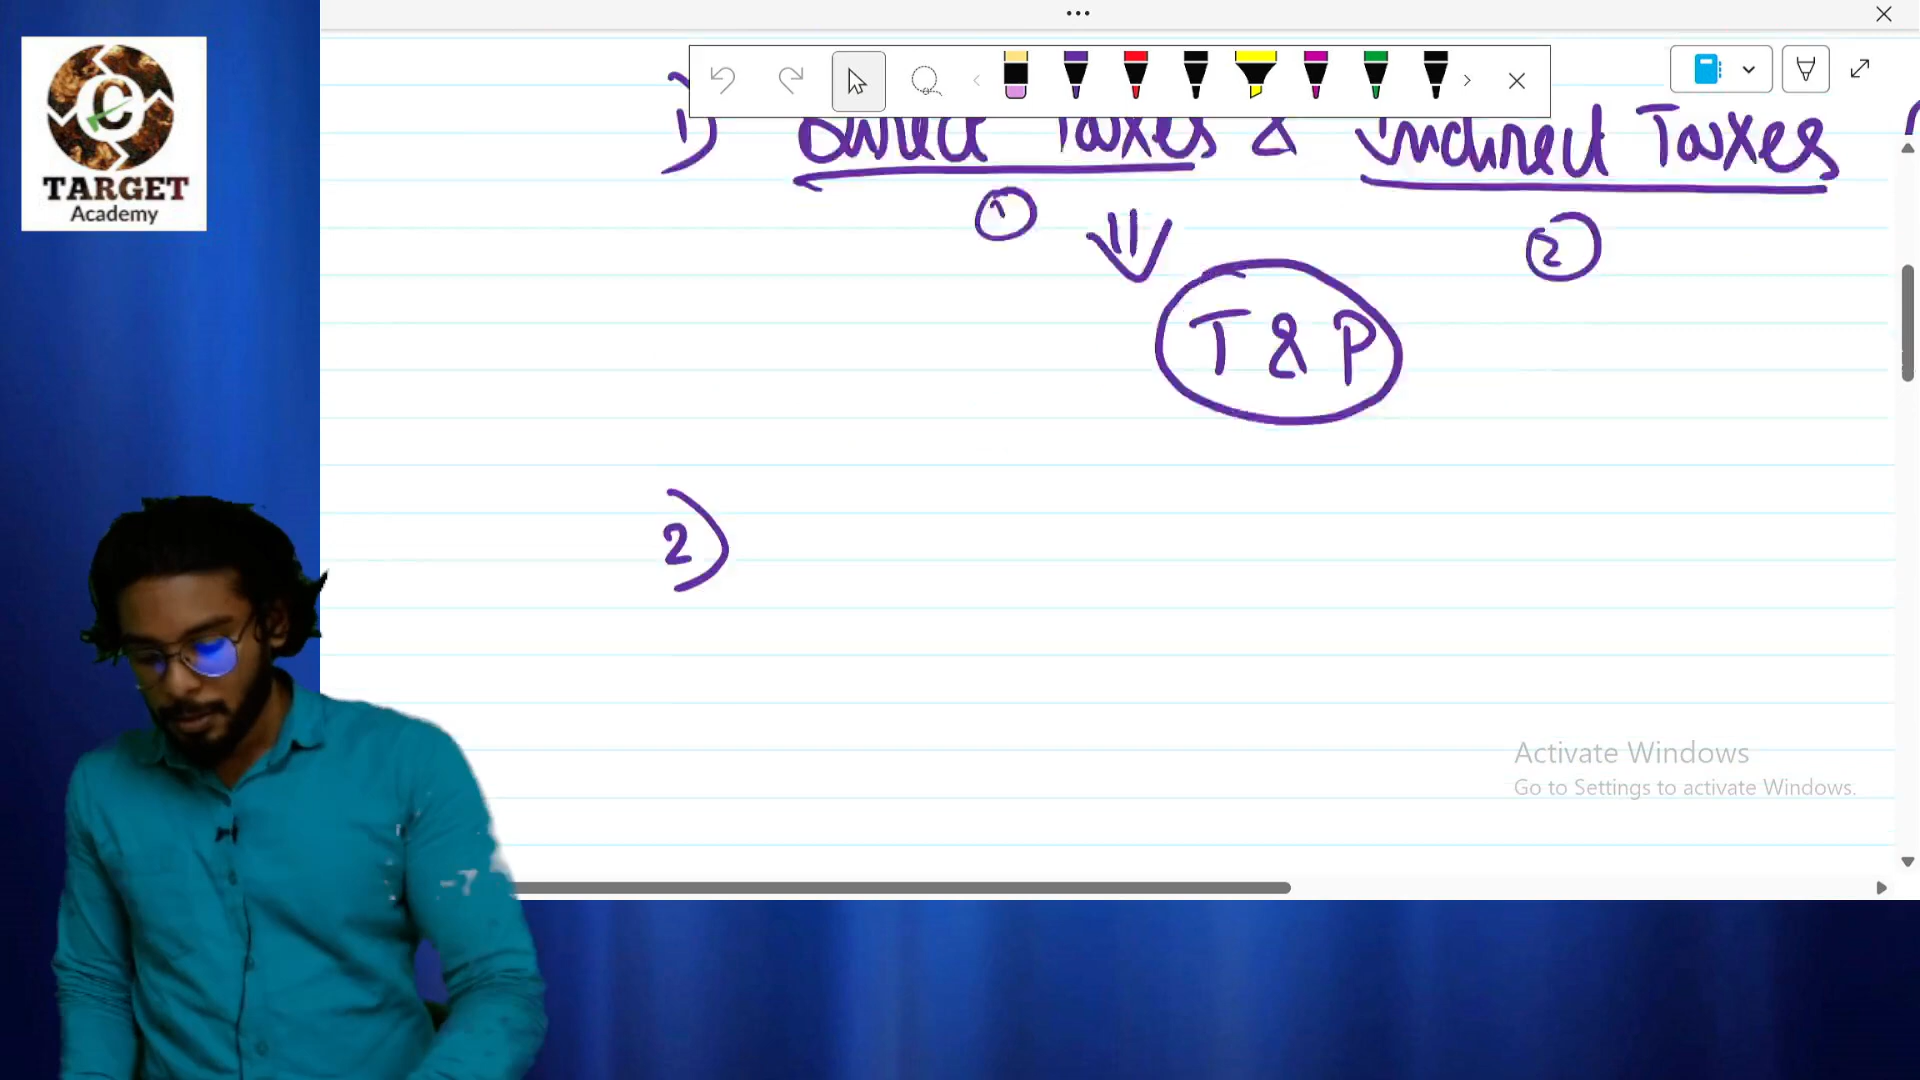 TARGET
Academy
1) Direct Taxes & Indirect Taxes
1 2
T & P
2)
Activate Windows
Go to Settings to activate Windows.